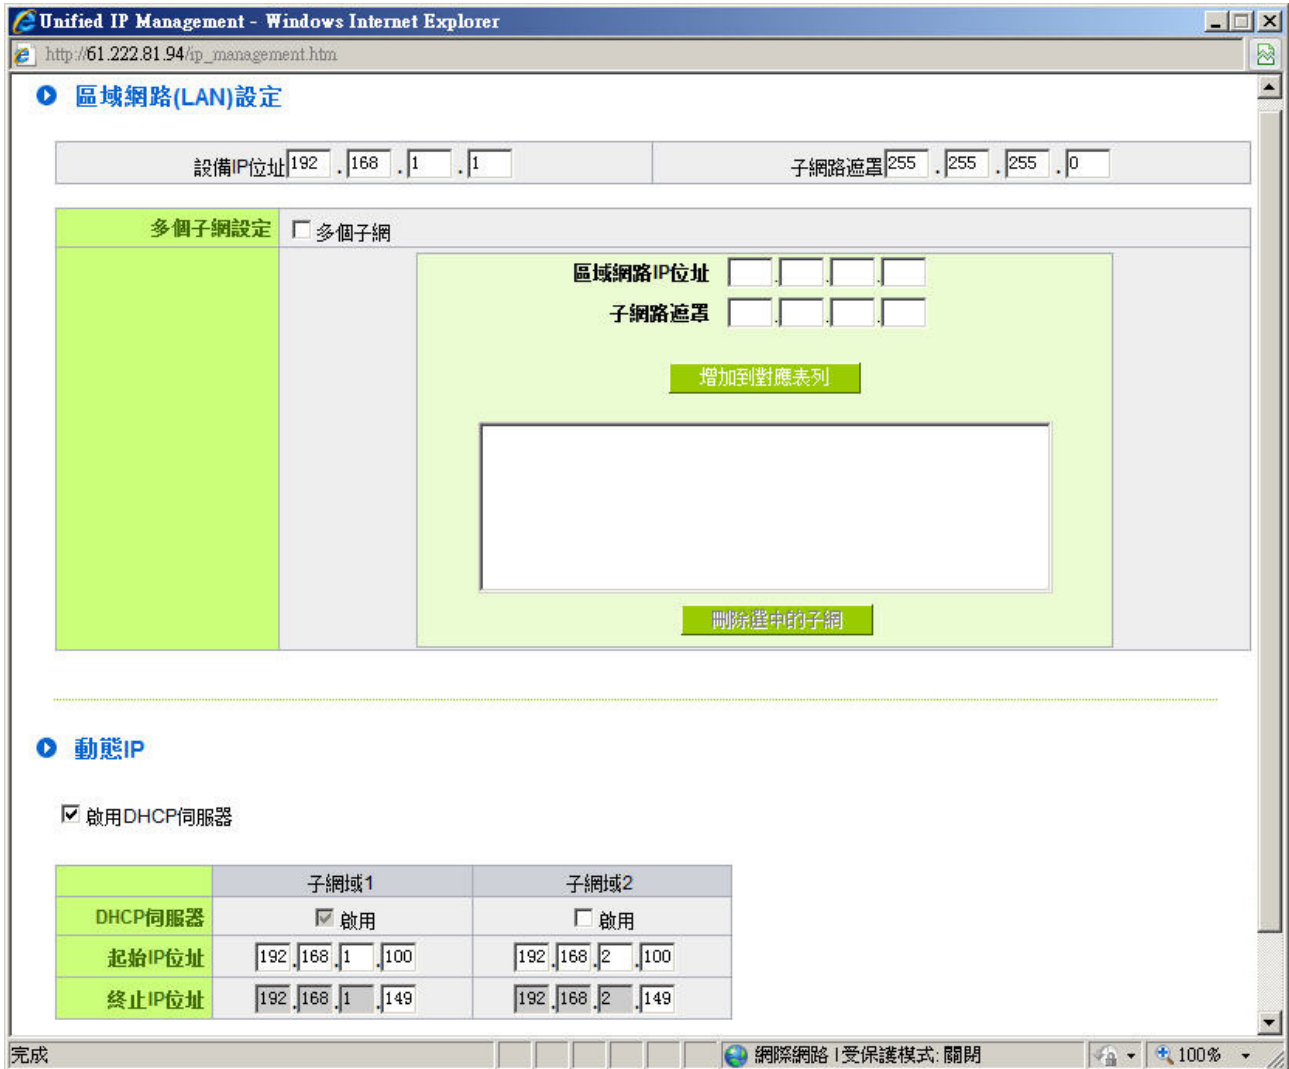 Unified IP Management - Windows Internet Explorer
http://61.222.81.94/ip_management.htm
區域網路(LAN)設定
設備IP位址 192 . 168 . 1 . 1 子網路遮罩 255 . 255 . 255 . 0
多個子網設定 多個子網
區域網路IP位址 . . .
子網路遮罩 . . .
增加到對應表列
刪除選中的子網
動態IP
啟用DHCP伺服器
子網域1 子網域2
DHCP伺服器 啟用 啟用
起始IP位址 192 . 168 . 1 . 100 192 . 168 . 2 . 100
終止IP位址 192 . 168 . 1 . 149 192 . 168 . 2 . 149
完成 網際網路 | 受保護模式: 關閉 100%